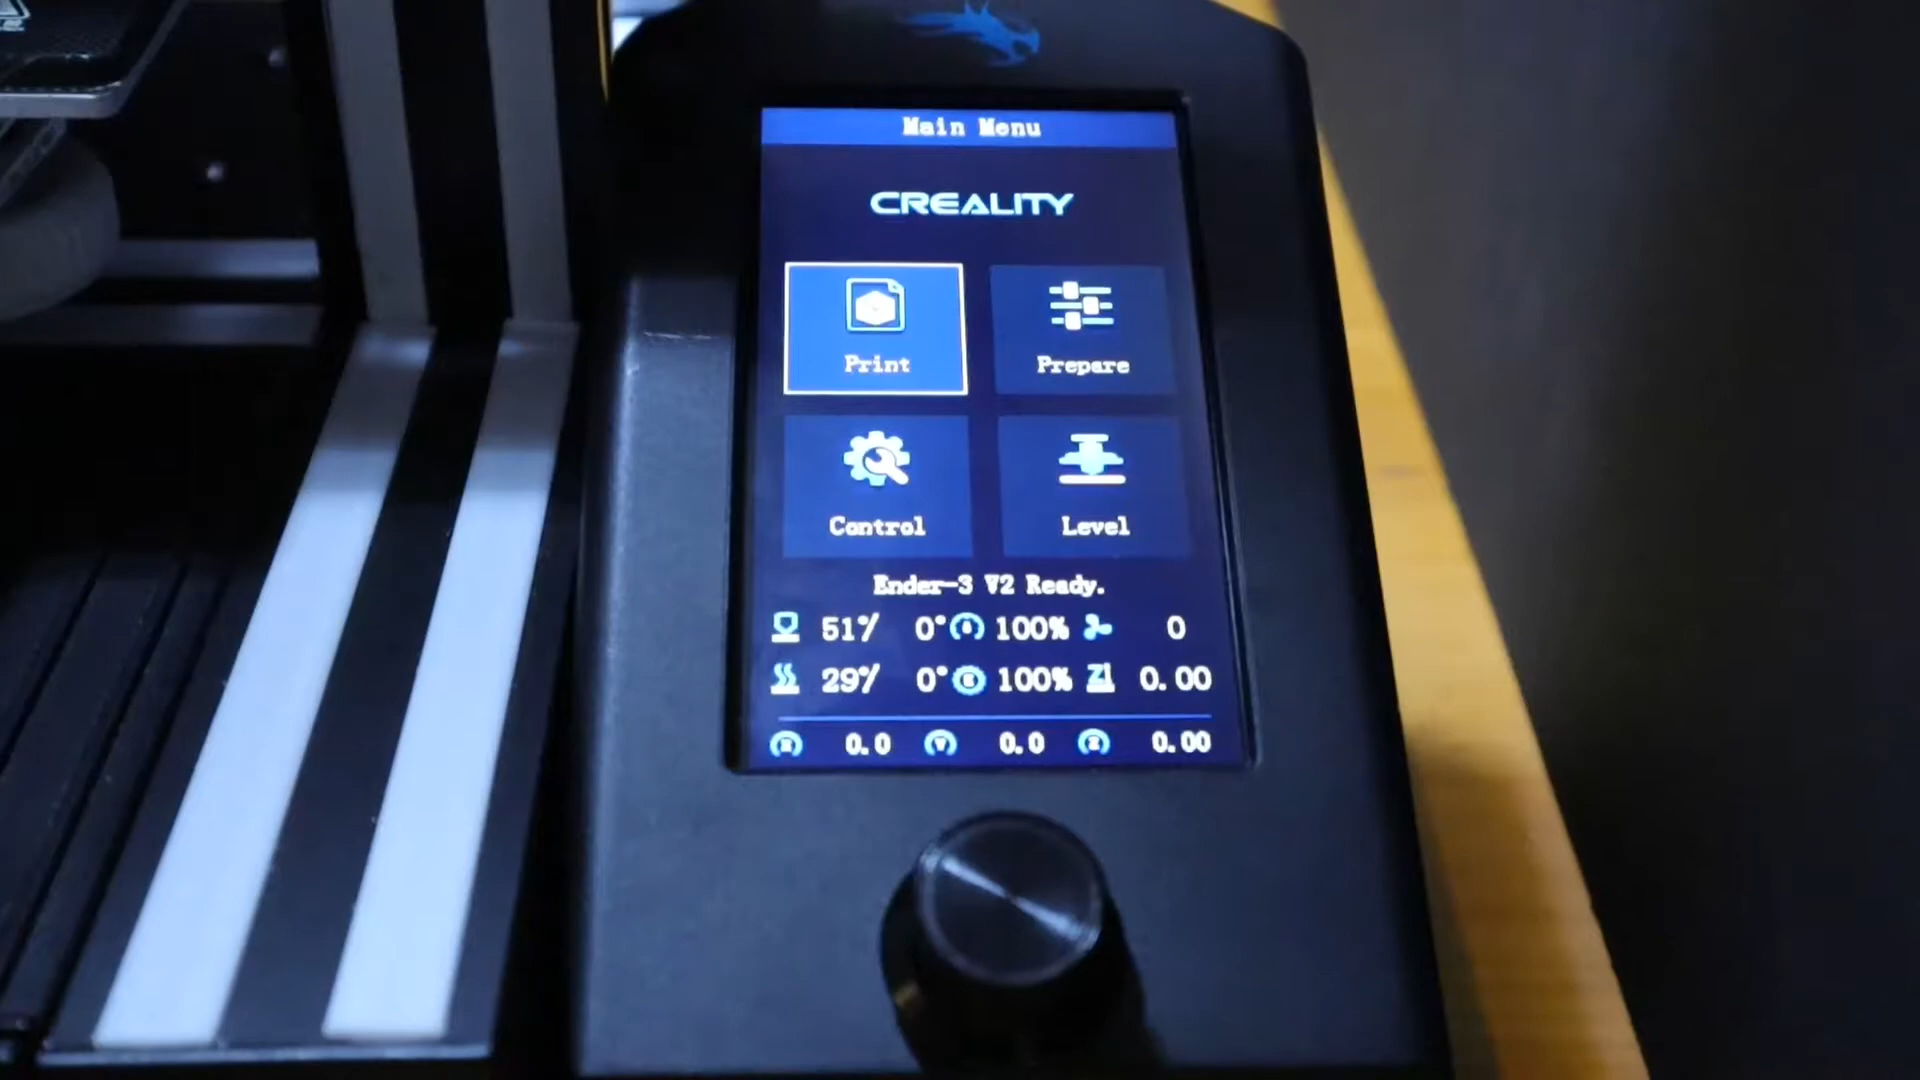 Main Menu
CREALITY
Print
Prepare
Control
Level
Ender-3 V2 Ready.
51/ 0° 100% 0
29/ 0° E 100% Z 0.00
X 0.0 Y 0.0 Z 0.00